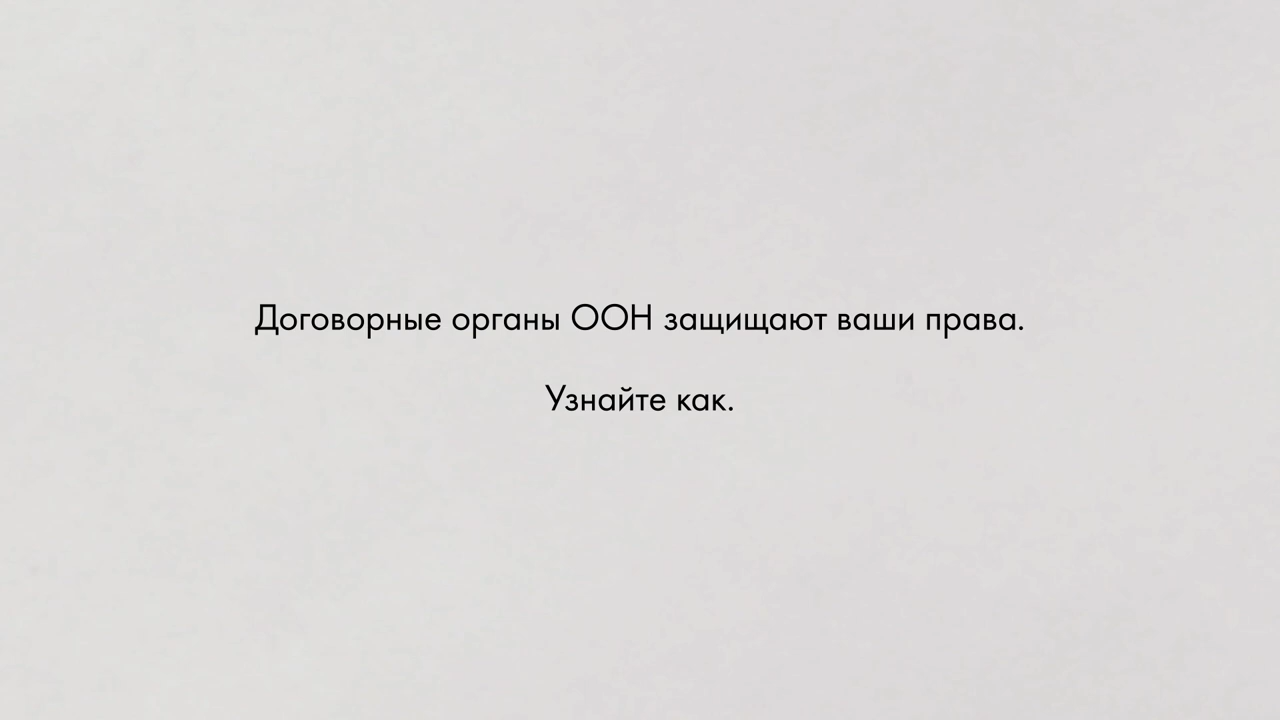 Договорные органы ООН защищают ваши права.
Узнайте как.